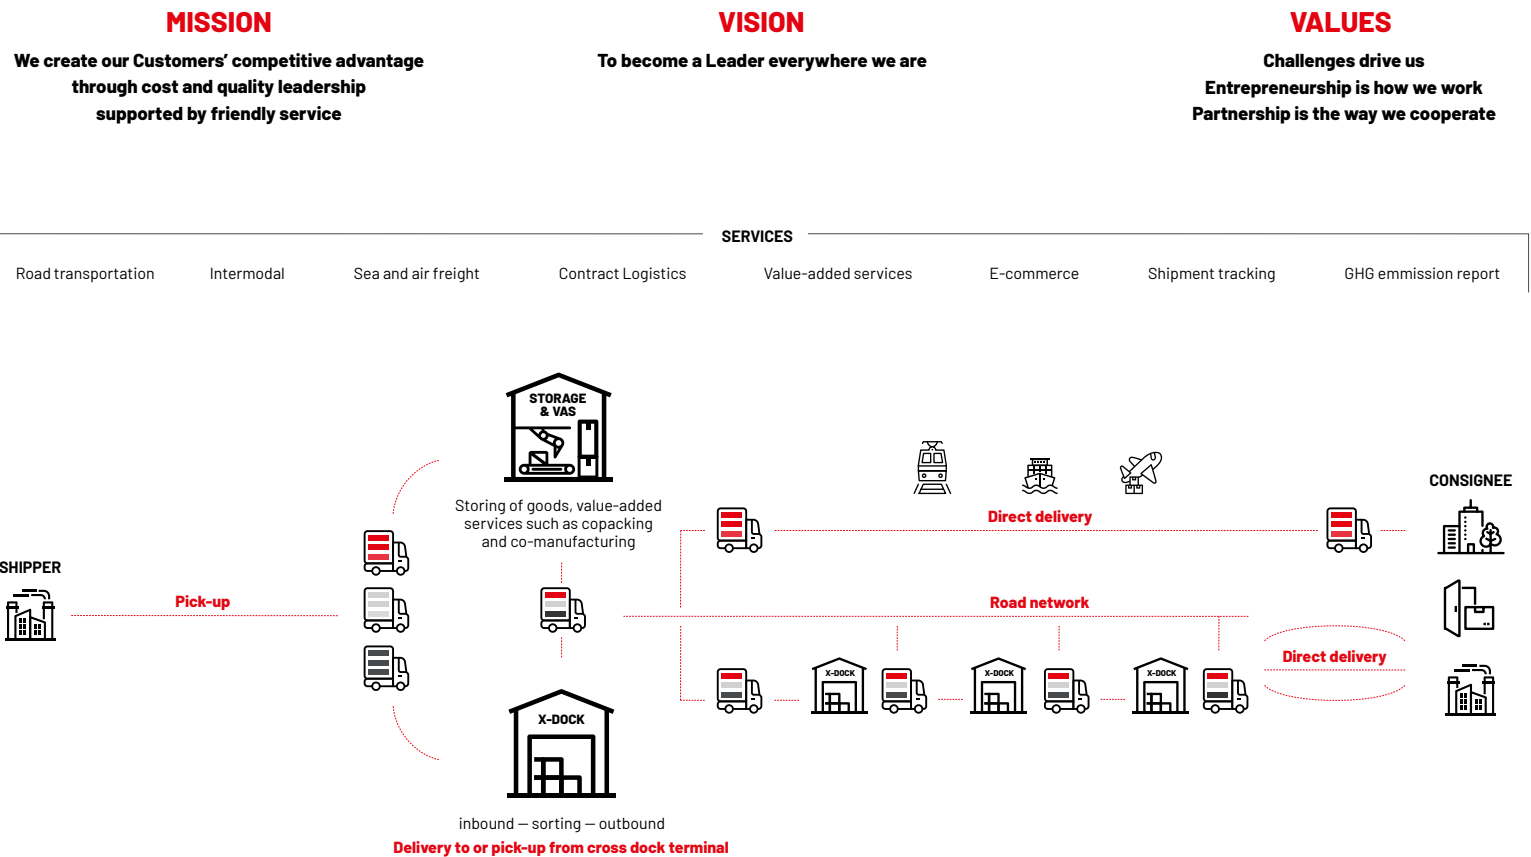 MISSION
We create our Customers’ competitive advantage
through cost and quality leadership
supported by friendly service
VISION
To become a Leader everywhere we are
VALUES
Challenges drive us
Entrepreneurship is how we work
Partnership is the way we cooperate
SERVICES
Road transportation
Intermodal
Sea and air freight
Contract Logistics
Value-added services
E-commerce
Shipment tracking
GHG emmission report
STORAGE
& VAS
Storing of goods, value-added
services such as copacking
and co-manufacturing
SHIPPER
Pick-up
Direct delivery
CONSIGNEE
Road network
X-DOCK
X-DOCK
X-DOCK
Direct delivery
X-DOCK
inbound — sorting — outbound
Delivery to or pick-up from cross dock terminal